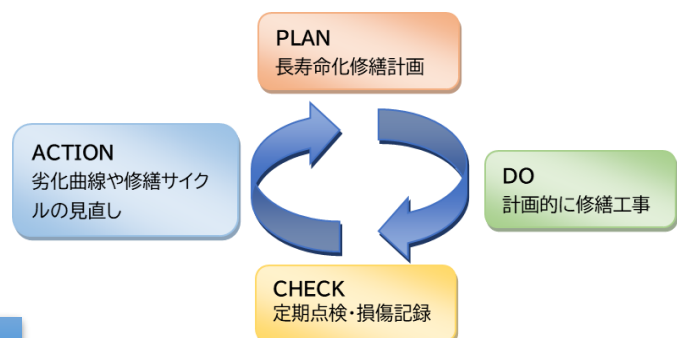 PLAN
長寿命化修繕計画
ACTION
劣化曲線や修繕サイク
ルの見直し
DO
計画的に修繕工事
CHECK
定期点検・損傷記録